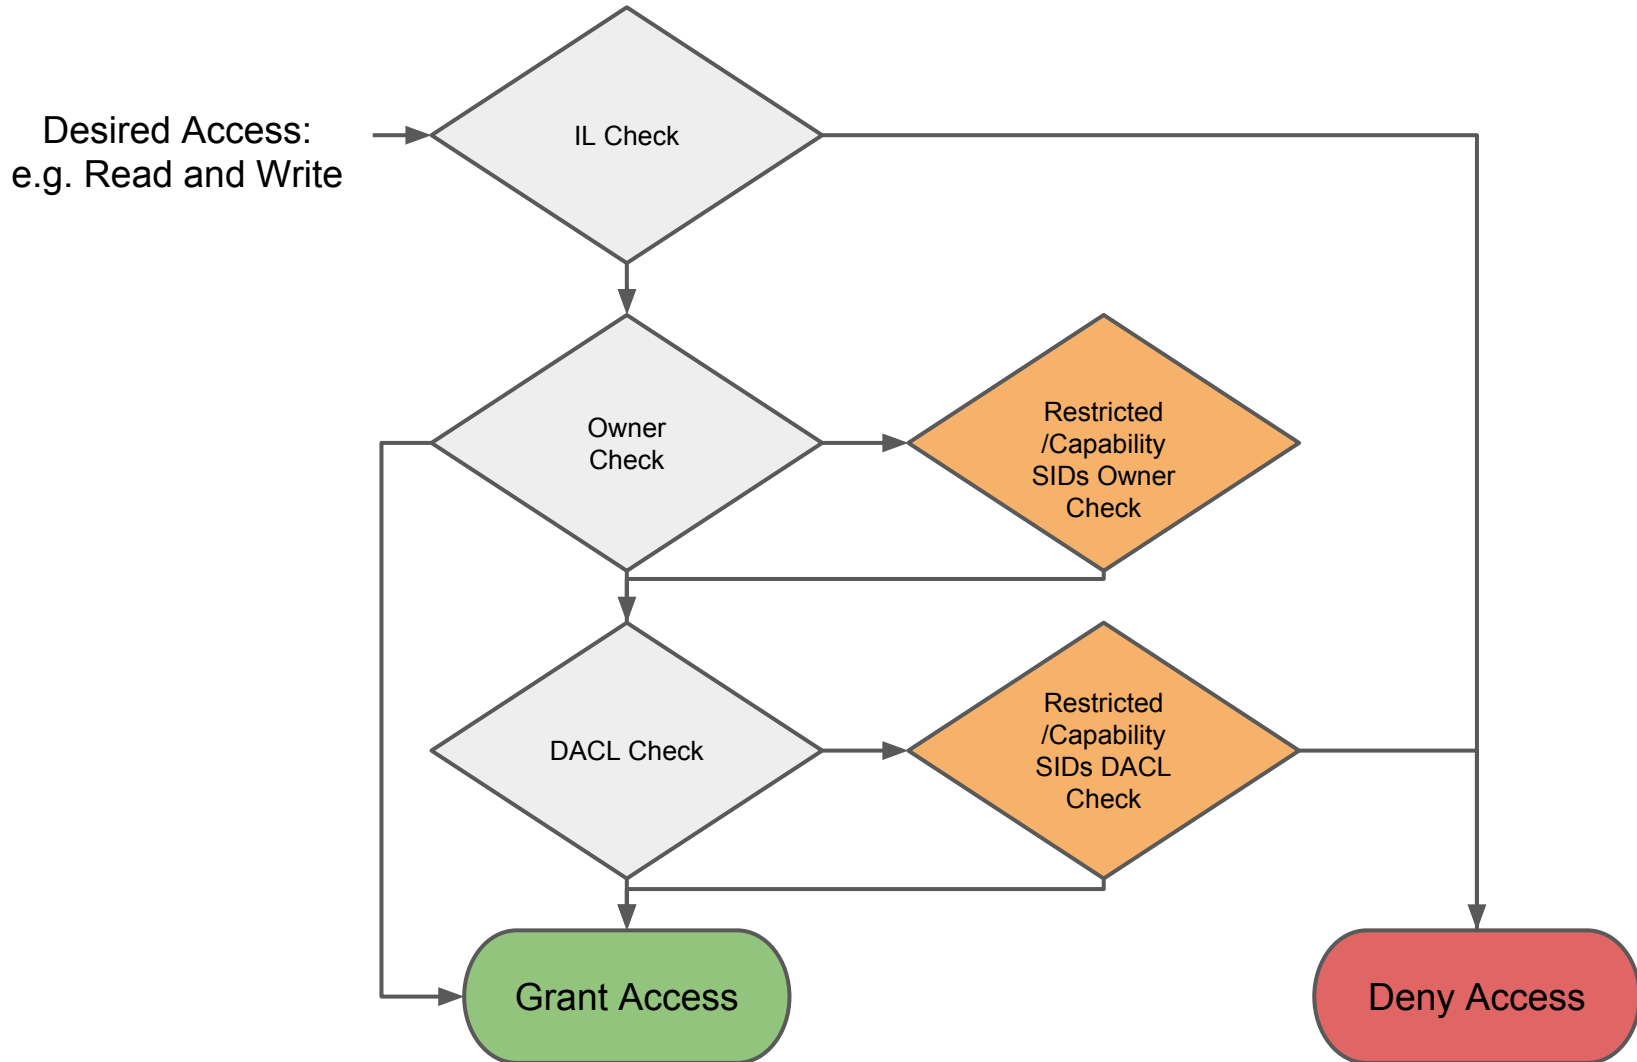 Desired Access:
e.g. Read and Write
IL Check
Owner
Check
Restricted
/Capability
SIDs Owner
Check
DACL Check
Restricted
/Capability
SIDs DACL
Check
Grant Access
Deny Access